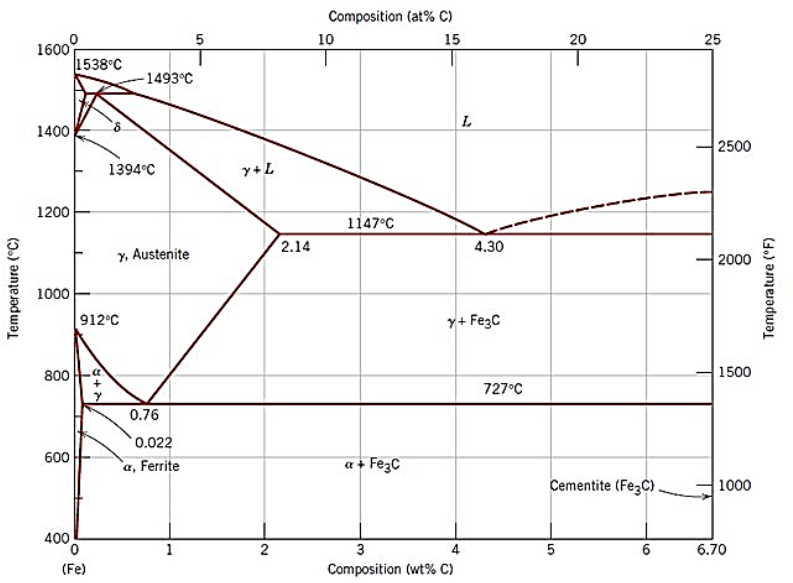 Composition (at% C)
0 5 10 15 20 25
1600
1538°C
1493°C
δ
L
1400
2500
1394°C
γ + L
1200
1147°C
2.14
4.30
γ, Austenite
2000
Temperature (°C)
Temperature (°F)
1000
912°C
γ + Fe3C
α
+
γ
800
1500
727°C
0.76
0.022
600
α, Ferrite
α + Fe3C
Cementite (Fe3C)
1000
400
0 1 2 3 4 5 6 6.70
(Fe)
Composition (wt% C)